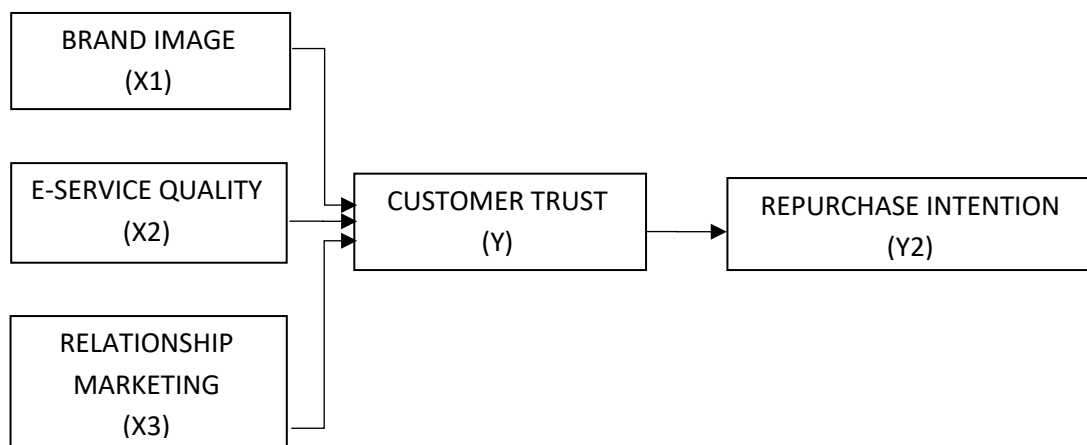 BRAND IMAGE
(X1)
E-SERVICE QUALITY
(X2)
RELATIONSHIP
MARKETING
(X3)
CUSTOMER TRUST
(Y)
REPURCHASE INTENTION
(Y2)